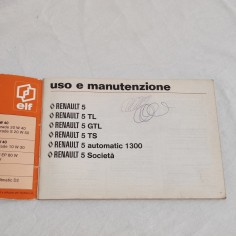 elf
uso e manutenzione
RENAULT 5
RENAULT 5 TL
RENAULT 5 GTL
RENAULT 5 TS
RENAULT 5 automatic 1300
RENAULT 5 Società